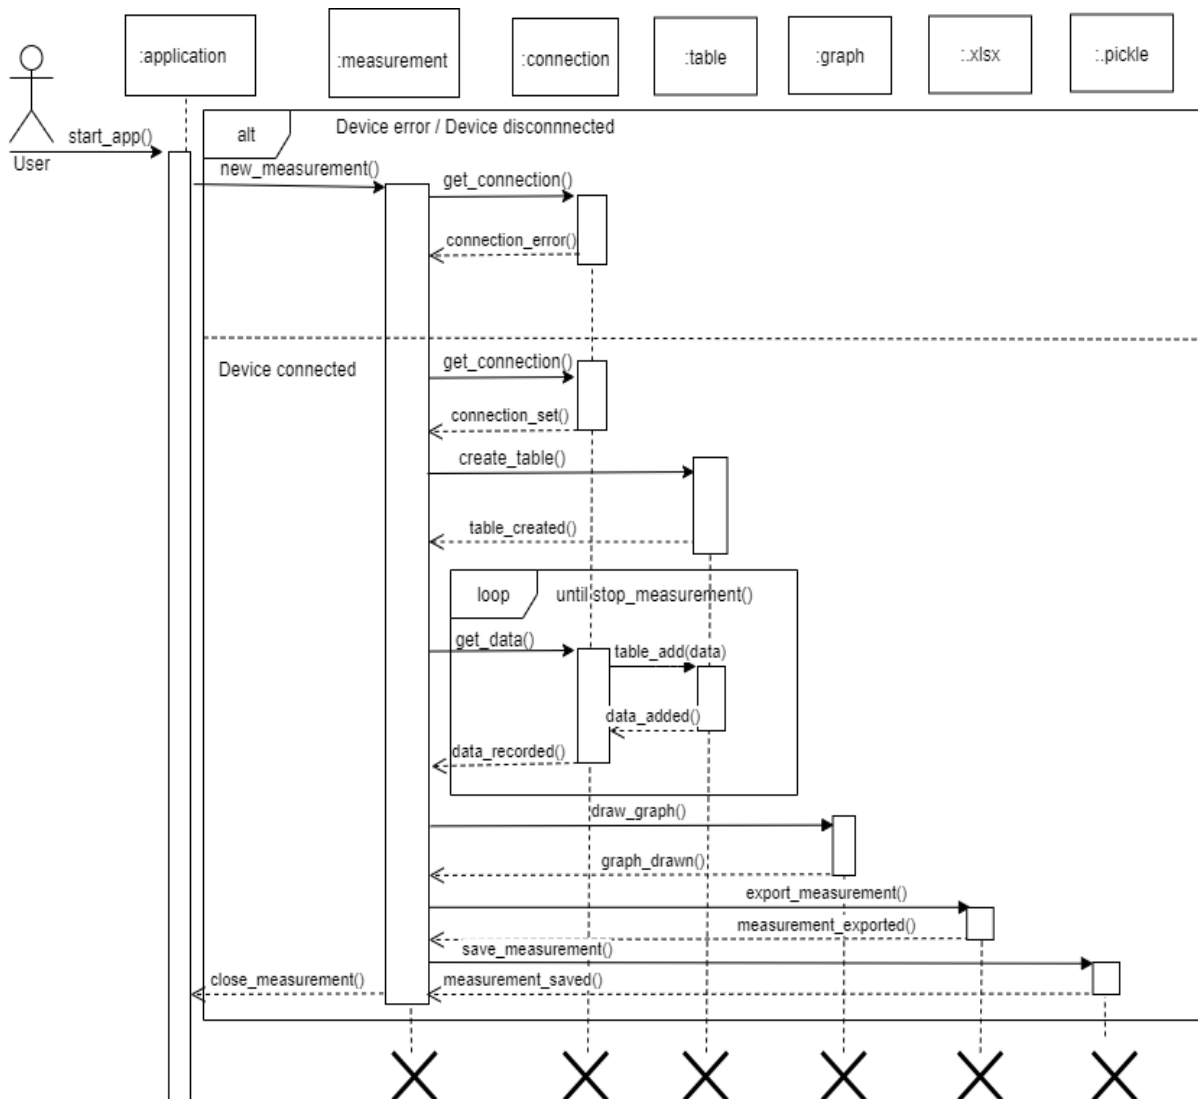 :application
:measurement
:connection
:table
:graph
:.xlsx
:.pickle
User
start_app()
alt
Device error / Device disconnnected
new_measurement()
get_connection()
connection_error()
Device connected
get_connection()
connection_set()
create_table()
table_created()
loop
until stop_measurement()
get_data()
table_add(data)
data_added()
data_recorded()
draw_graph()
graph_drawn()
export_measurement()
measurement_exported()
save_measurement()
close_measurement()
measurement_saved()